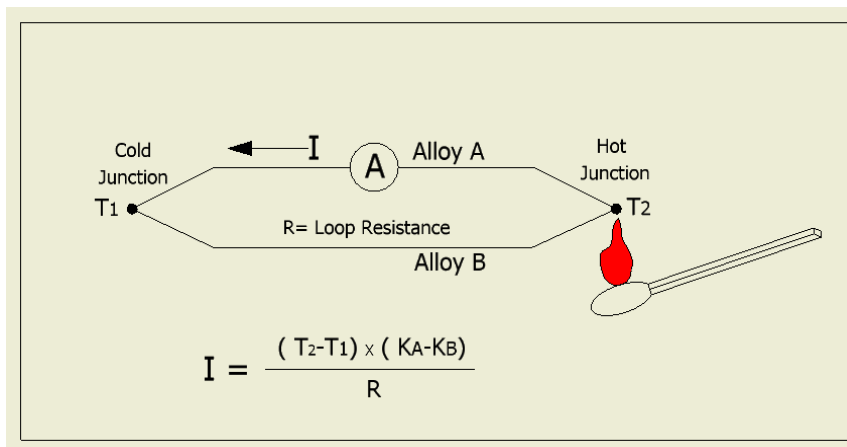 Cold
Junction
T1
I
A
Alloy A
Hot
Junction
T2
R= Loop Resistance
Alloy B
I = ( T2-T1) x ( KA-KB)
R